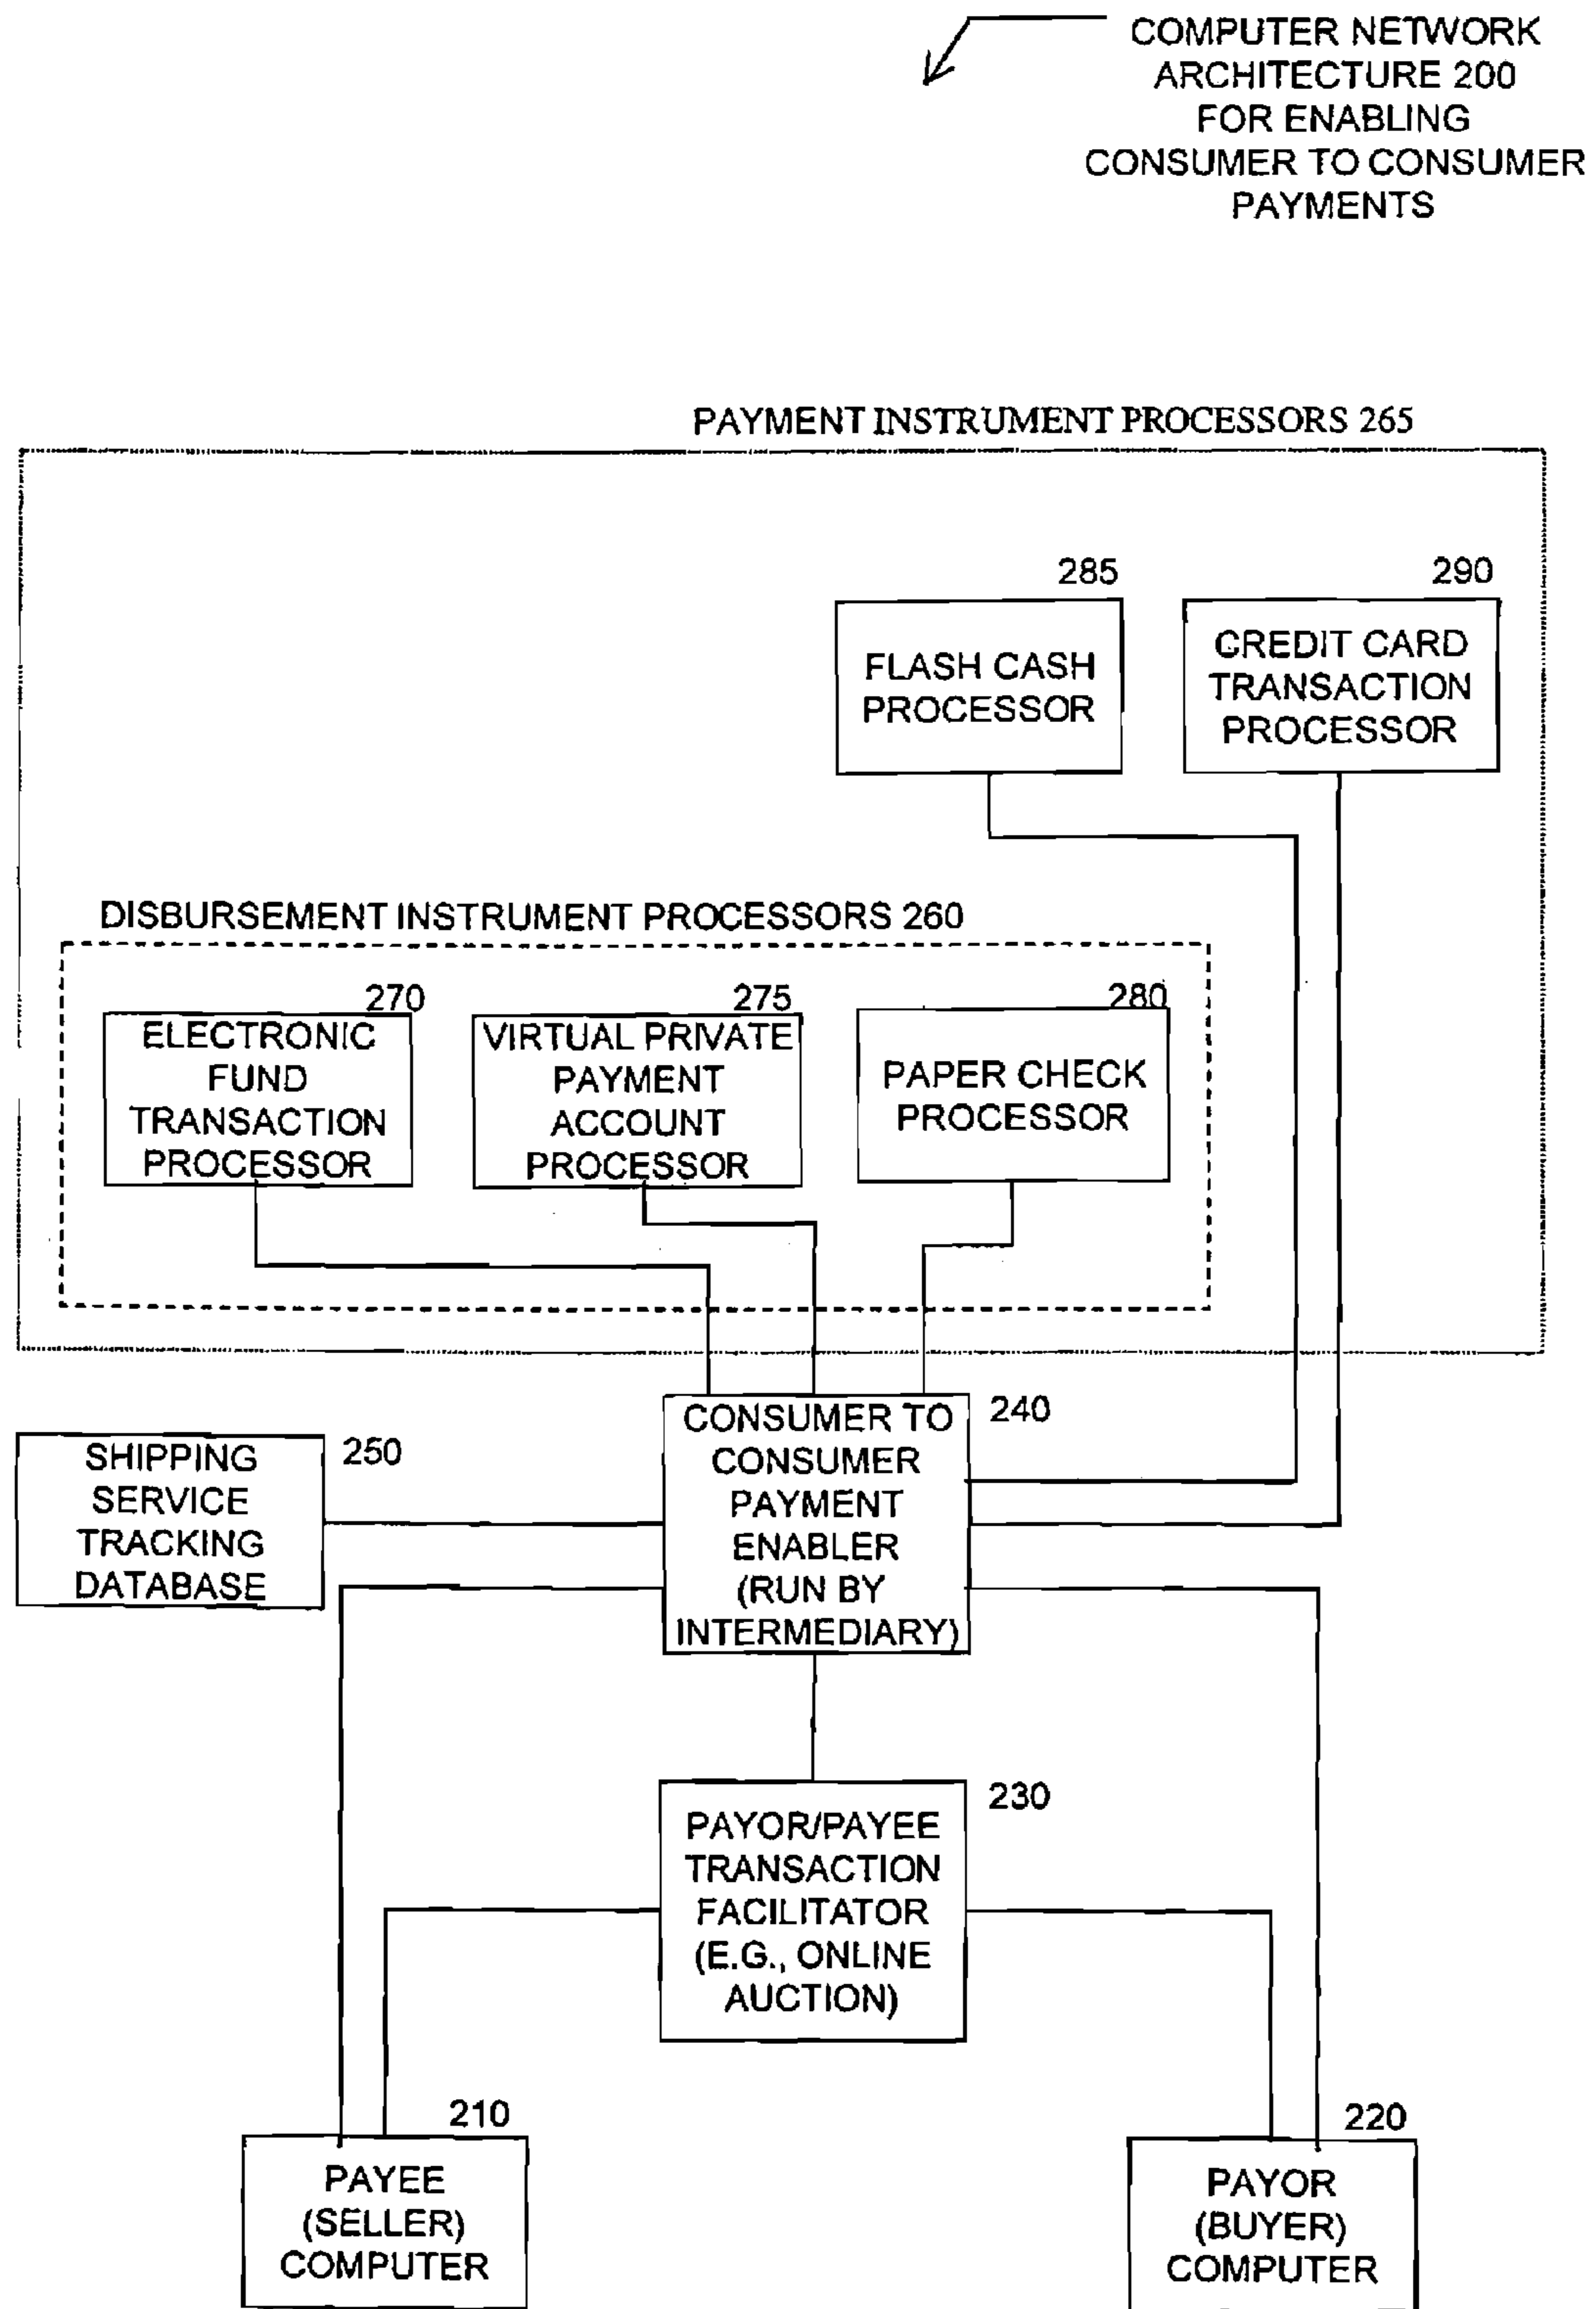 COMPUTER NETWORK
ARCHITECTURE 200
FOR ENABLING
CONSUMER TO CONSUMER
PAYMENTS
PAYMENT INSTRUMENT PROCESSORS 265
285
FLASH CASH
PROCESSOR
290
CREDIT CARD
TRANSACTION
PROCESSOR
DISBURSEMENT INSTRUMENT PROCESSORS 260
270
ELECTRONIC
FUND
TRANSACTION
PROCESSOR
275
VIRTUAL PRIVATE
PAYMENT
ACCOUNT
PROCESSOR
280
PAPER CHECK
PROCESSOR
240
CONSUMER TO
CONSUMER
PAYMENT
ENABLER
(RUN BY
INTERMEDIARY)
250
SHIPPING
SERVICE
TRACKING
DATABASE
230
PAYOR/PAYEE
TRANSACTION
FACILITATOR
(E.G., ONLINE
AUCTION)
210
PAYEE
(SELLER)
COMPUTER
220
PAYOR
(BUYER)
COMPUTER